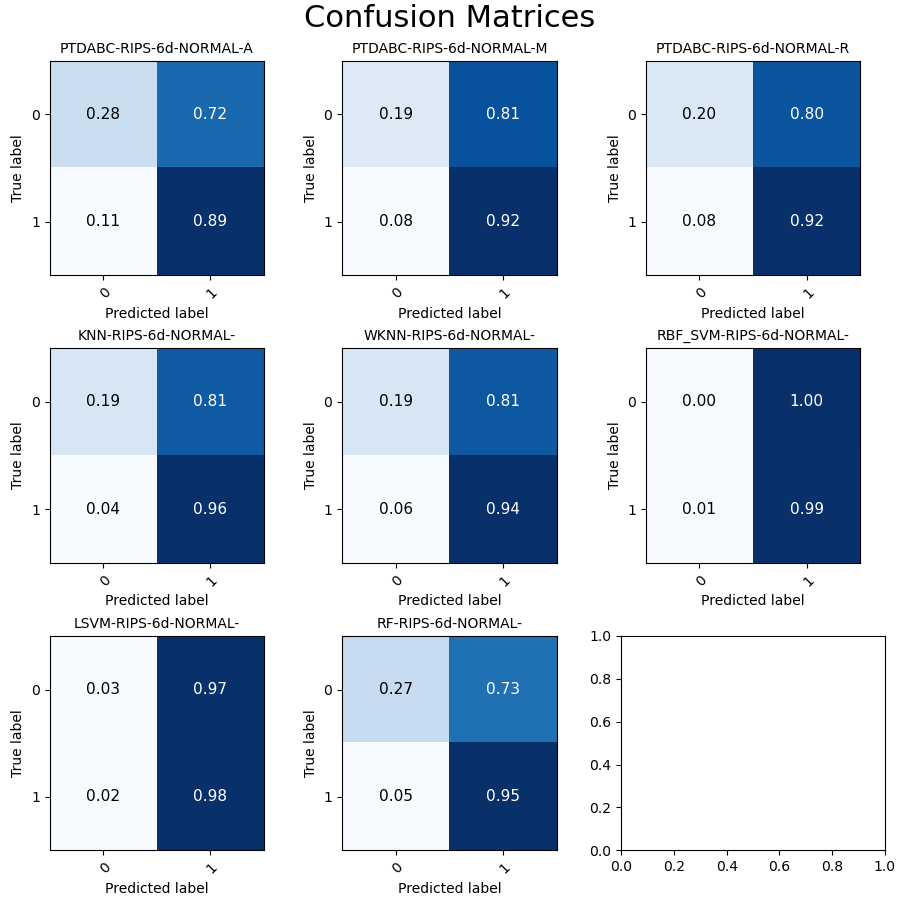 Confusion Matrices
PTDABC-RIPS-6d-NORMAL-A
0
0.28 0.72
True label
1
0.11 0.89
0 1
Predicted label
PTDABC-RIPS-6d-NORMAL-M
0
0.19 0.81
True label
1
0.08 0.92
0 1
Predicted label
PTDABC-RIPS-6d-NORMAL-R
0
0.20 0.80
True label
1
0.08 0.92
0 1
Predicted label
KNN-RIPS-6d-NORMAL-
0
0.19 0.81
True label
1
0.04 0.96
0 1
Predicted label
WKNN-RIPS-6d-NORMAL-
0
0.19 0.81
True label
1
0.06 0.94
0 1
Predicted label
RBF_SVM-RIPS-6d-NORMAL-
0
0.00 1.00
True label
1
0.01 0.99
0 1
Predicted label
LSVM-RIPS-6d-NORMAL-
0
0.03 0.97
True label
1
0.02 0.98
0 1
Predicted label
RF-RIPS-6d-NORMAL-
0
0.27 0.73
True label
1
0.05 0.95
0 1
Predicted label
1.0
0.8
0.6
0.4
0.2
0.0
0.0 0.2 0.4 0.6 0.8 1.0